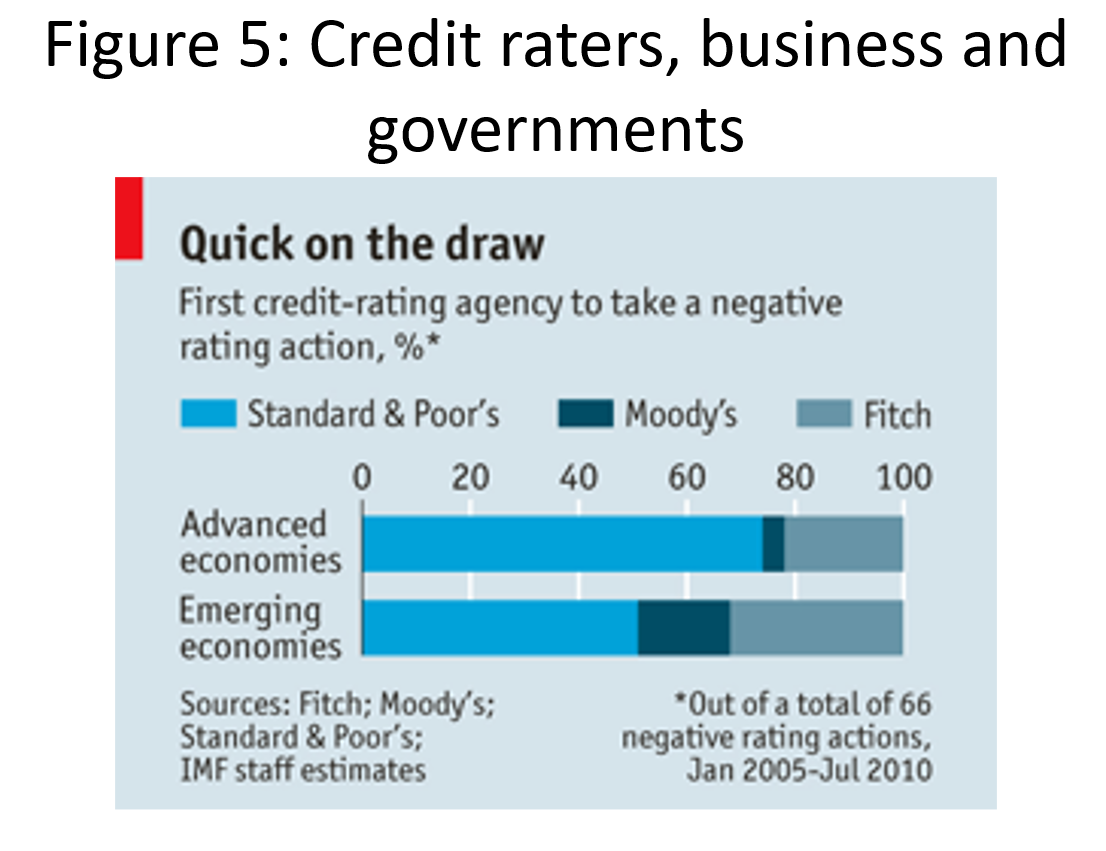 Figure 5: Credit raters, business and
governments
Quick on the draw
First credit-rating agency to take a negative
rating action, %*
Standard & Poor's Moody's Fitch
0 20 40 60 80 100
Advanced
economies
Emerging
economies
Sources: Fitch; Moody's;
Standard & Poor's;
IMF staff estimates
*Out of a total of 66
negative rating actions,
Jan 2005-Jul 2010